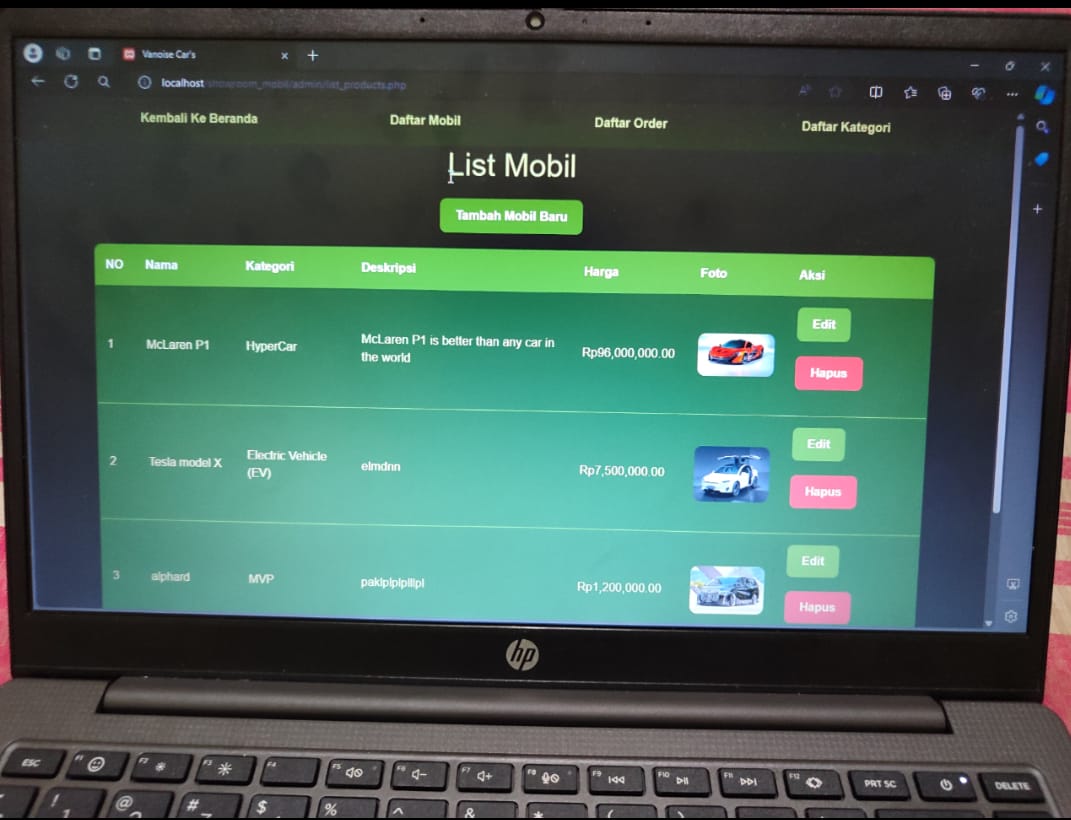 Vanoise Car's
localhost/showroom_mobil/admin/list_products.php
Kembali Ke Beranda Daftar Mobil Daftar Order Daftar Kategori
List Mobil
Tambah Mobil Baru
NO Nama Kategori Deskripsi Harga Foto Aksi
1 McLaren P1 HyperCar McLaren P1 is better than any car in
the world Rp96,000,000.00 Edit
Hapus
2 Tesla model X Electric Vehicle
(EV) elmdnn Rp7,500,000.00 Edit
Hapus
3 alphard MVP Rp1,200,000.00 Edit
Hapus
hp
ESC F1 F2 F3 F4 F5 F6 F7 F8 F9 F10 F11 F12 PRT SC DELETE
! 1 @ # $ % ^ & * ( )